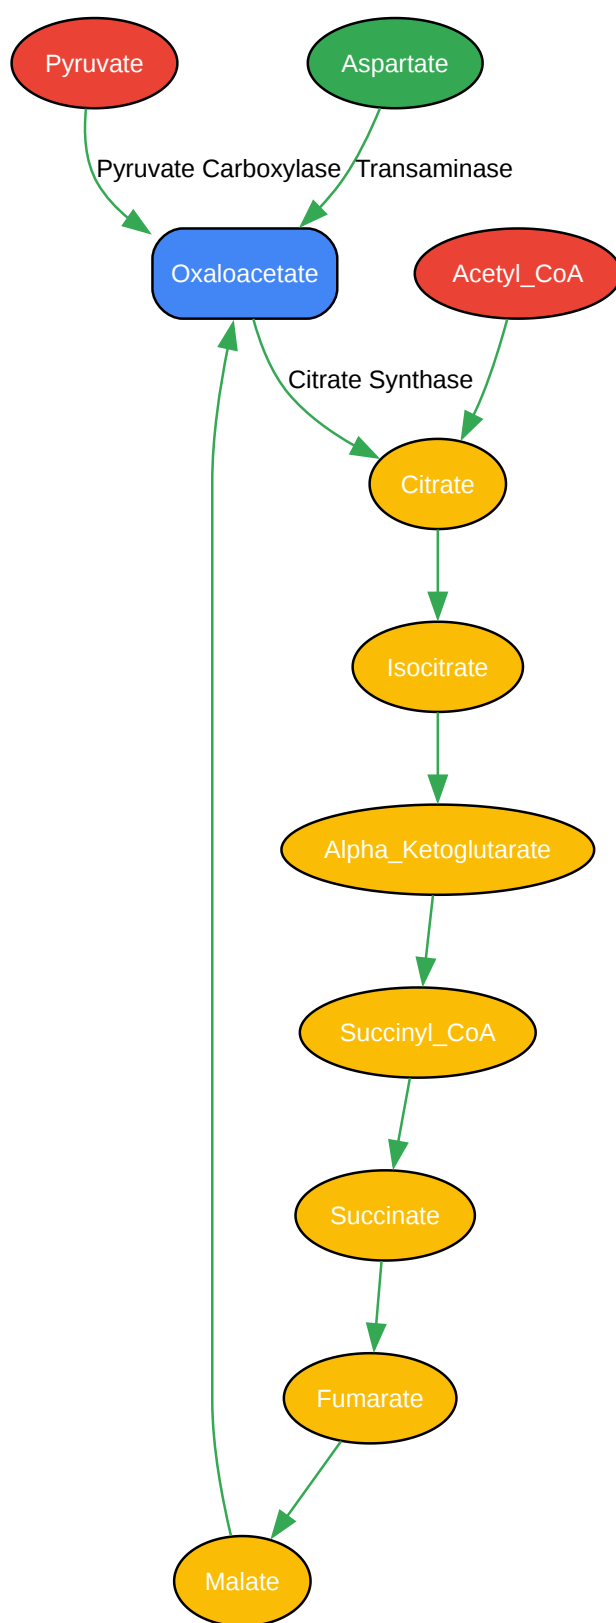 Pyruvate
Aspartate
Pyruvate Carboxylase
Transaminase
Oxaloacetate
Acetyl_CoA
Citrate Synthase
Citrate
Isocitrate
Alpha_Ketoglutarate
Succinyl_CoA
Succinate
Fumarate
Malate